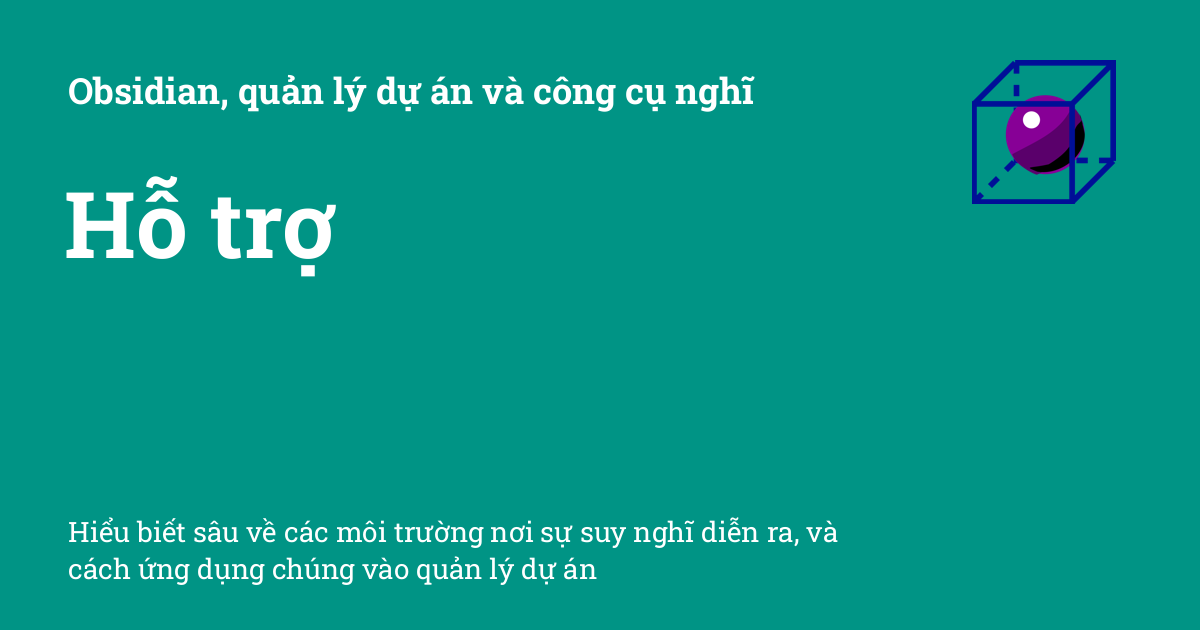 Obsidian, quản lý dự án và công cụ nghĩ
Hỗ trợ
Hiểu biết sâu về các môi trường nơi sự suy nghĩ diễn ra, và
cách ứng dụng chúng vào quản lý dự án